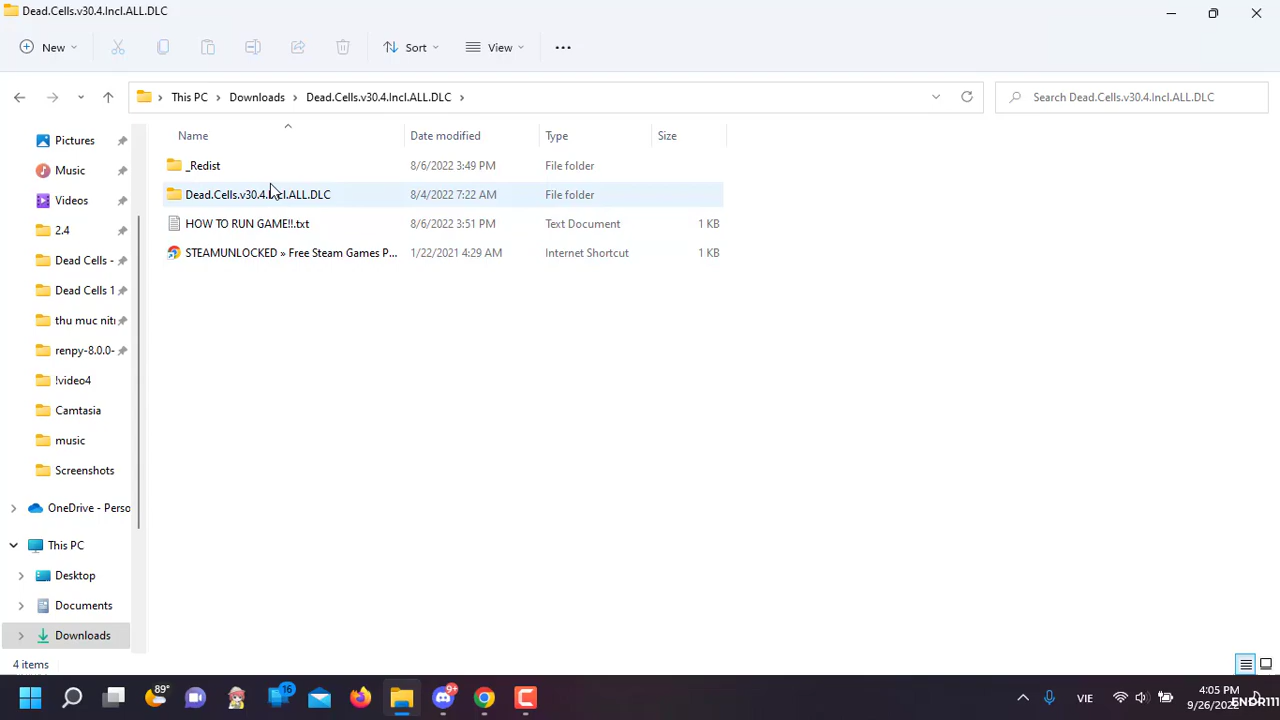 Dead.Cells.v30.4.Incl.ALL.DLC
New
Sort
View
This PC
Downloads
Dead.Cells.v30.4.Incl.ALL.DLC
Search Dead.Cells.v30.4.Incl.ALL.DLC
Name
Date modified
Type
Size
_Redist
8/6/2022 3:49 PM
File folder
Dead.Cells.v30.4.Incl.ALL.DLC
8/4/2022 7:22 AM
File folder
HOW TO RUN GAME!!.txt
8/6/2022 3:51 PM
Text Document
1 KB
STEAMUNLOCKED » Free Steam Games P...
1/22/2021 4:29 AM
Internet Shortcut
1 KB
Pictures
Music
Videos
2.4
Dead Cells -
Dead Cells 1
thu muc nitr
renpy-8.0.0-
!video4
Camtasia
music
Screenshots
OneDrive - Perso
This PC
Desktop
Documents
Downloads
4 items
89°
16
9+
VIE
4:05 PM
9/26/202
ENDR111